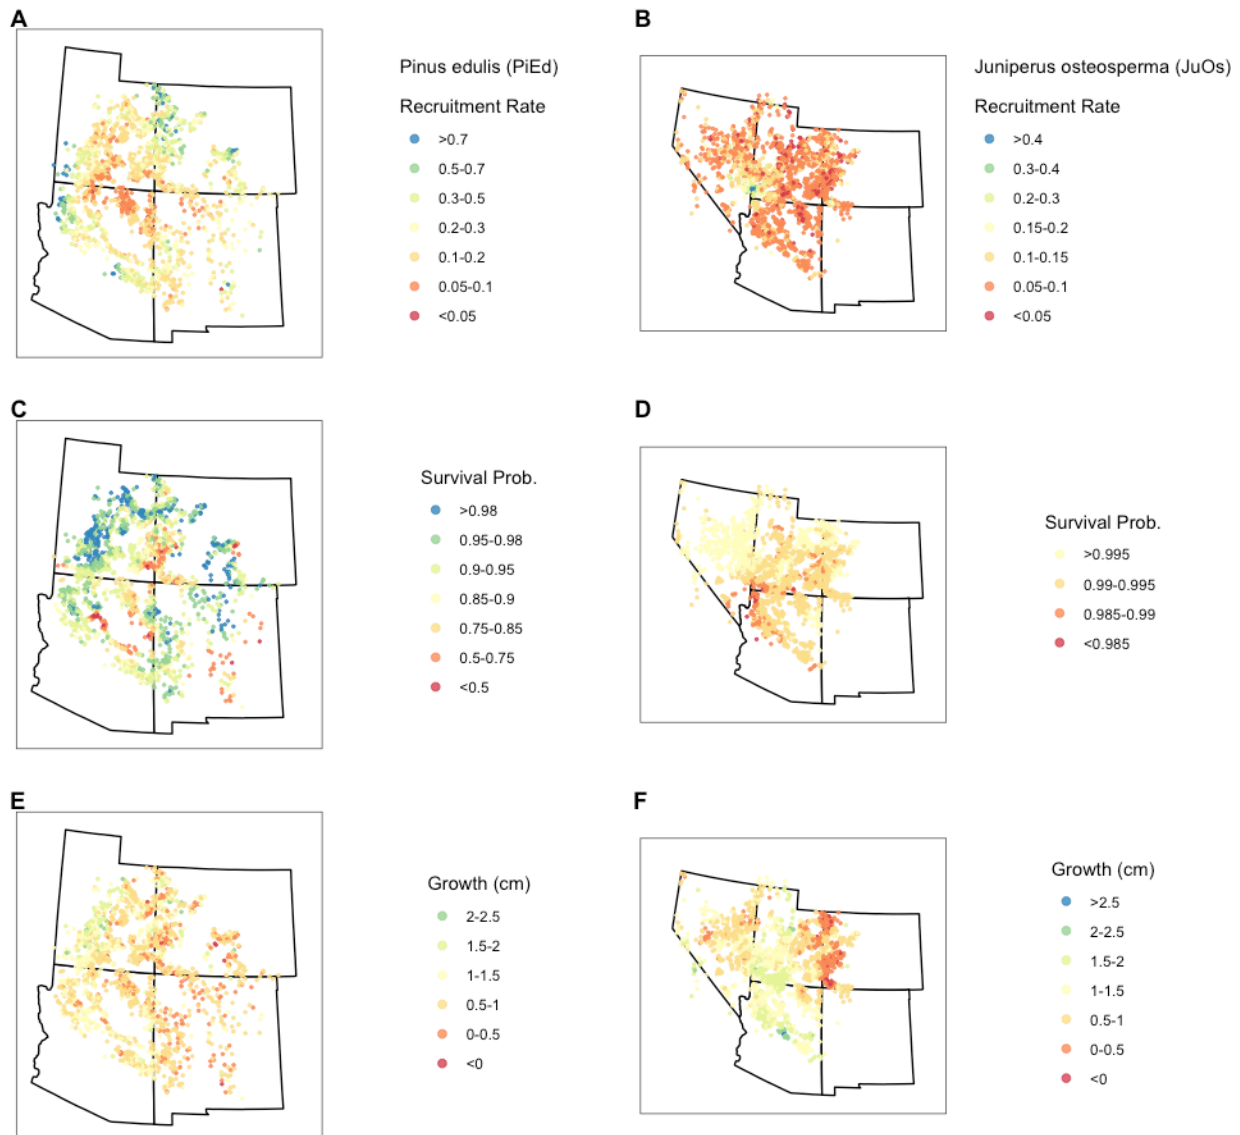 A
Pinus edulis (PiEd)
Recruitment Rate
>0.7
0.5-0.7
0.3-0.5
0.2-0.3
0.1-0.2
0.05-0.1
<0.05
B
Juniperus osteosperma (JuOs)
Recruitment Rate
>0.4
0.3-0.4
0.2-0.3
0.15-0.2
0.1-0.15
0.05-0.1
<0.05
C
Survival Prob.
>0.98
0.95-0.98
0.9-0.95
0.85-0.9
0.75-0.85
0.5-0.75
<0.5
D
Survival Prob.
>0.995
0.99-0.995
0.985-0.99
<0.985
E
Growth (cm)
2-2.5
1.5-2
1-1.5
0.5-1
0-0.5
<0
F
Growth (cm)
>2.5
2-2.5
1.5-2
1-1.5
0.5-1
0-0.5
<0